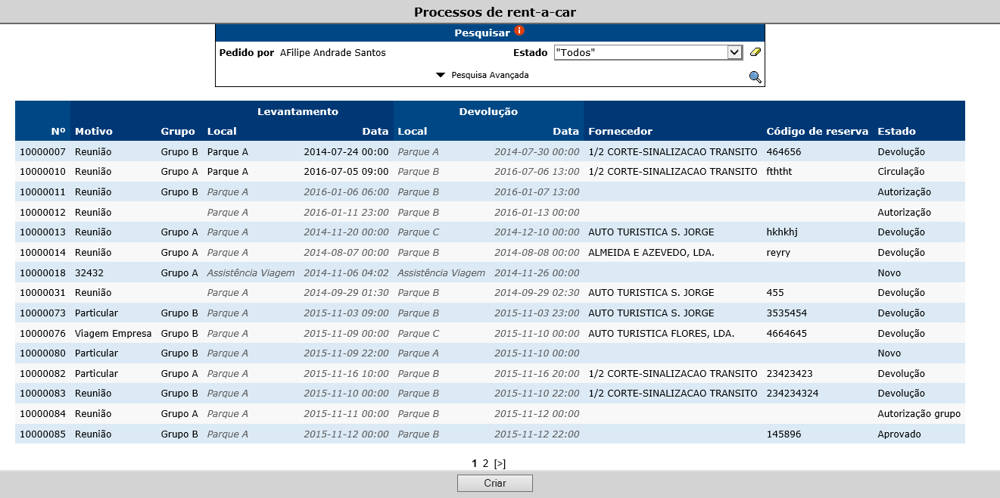 Processos de rent-a-car
Pesquisar
Pedido por AFilipe Andrade Santos Estado "Todos"
Pesquisa Avançada
Levantamento Devolução
Nº Motivo Grupo Local Data Local Data Fornecedor Código de reserva Estado
10000007 Reunião Grupo B Parque A 2014-07-24 00:00 Parque A 2014-07-30 00:00 1/2 CORTE-SINALIZACAO TRANSITO 464656 Devolução
10000010 Reunião Grupo A Parque A 2016-07-05 09:00 Parque B 2016-07-06 13:00 1/2 CORTE-SINALIZACAO TRANSITO fththt Circulação
10000011 Reunião Grupo B Parque A 2016-01-06 06:00 Parque B 2016-01-07 13:00 Autorização
10000012 Reunião Parque A 2016-01-11 23:00 Parque B 2016-01-13 00:00 Autorização
10000013 Reunião Grupo A Parque A 2014-11-20 00:00 Parque C 2014-12-10 00:00 AUTO TURISTICA S. JORGE hkhkhj Devolução
10000014 Reunião Grupo A Parque A 2014-08-07 00:00 Parque B 2014-08-08 00:00 ALMEIDA E AZEVEDO, LDA. reyry Devolução
10000018 32432 Grupo A Assistência Viagem 2014-11-06 04:02 Assistência Viagem 2014-11-26 00:00 Novo
10000031 Reunião Parque A 2014-09-29 01:30 Parque B 2014-09-29 02:30 AUTO TURISTICA S. JORGE 455 Devolução
10000073 Particular Grupo B Parque A 2015-11-03 09:00 Parque B 2015-11-03 23:00 AUTO TURISTICA S. JORGE 3535454 Devolução
10000076 Viagem Empresa Grupo B Parque A 2015-11-09 00:00 Parque C 2015-11-10 00:00 AUTO TURISTICA FLORES, LDA. 4664645 Devolução
10000080 Particular Grupo B Parque A 2015-11-09 22:00 Parque A 2015-11-10 00:00 Novo
10000082 Particular Grupo A Parque A 2015-11-16 10:00 Parque B 2015-11-16 20:00 1/2 CORTE-SINALIZACAO TRANSITO 23423423 Devolução
10000083 Reunião Grupo B Parque A 2015-11-10 00:00 Parque B 2015-11-10 22:00 1/2 CORTE-SINALIZACAO TRANSITO 234234324 Devolução
10000084 Reunião Grupo A Parque A 2015-11-11 00:00 Parque B 2015-11-12 00:00 Autorização grupo
10000085 Reunião Grupo B Parque A 2015-11-12 00:00 Parque B 2015-11-12 22:00 145896 Aprovado
1 2 [>]
Criar